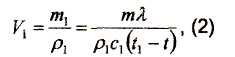 V₁ = m₁/ρ₁ = mλ/(ρ₁c₁(t₁ − t)), (2)